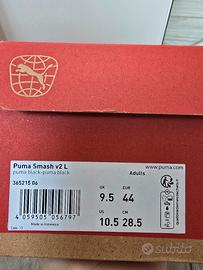 Puma Smash v2 L
puma black-puma black
365215 06
4 059505 056797
Made in Indonesia
Adults
UK EUR
9.5 44
US CM
10.5 28.5
www.puma.com
subito